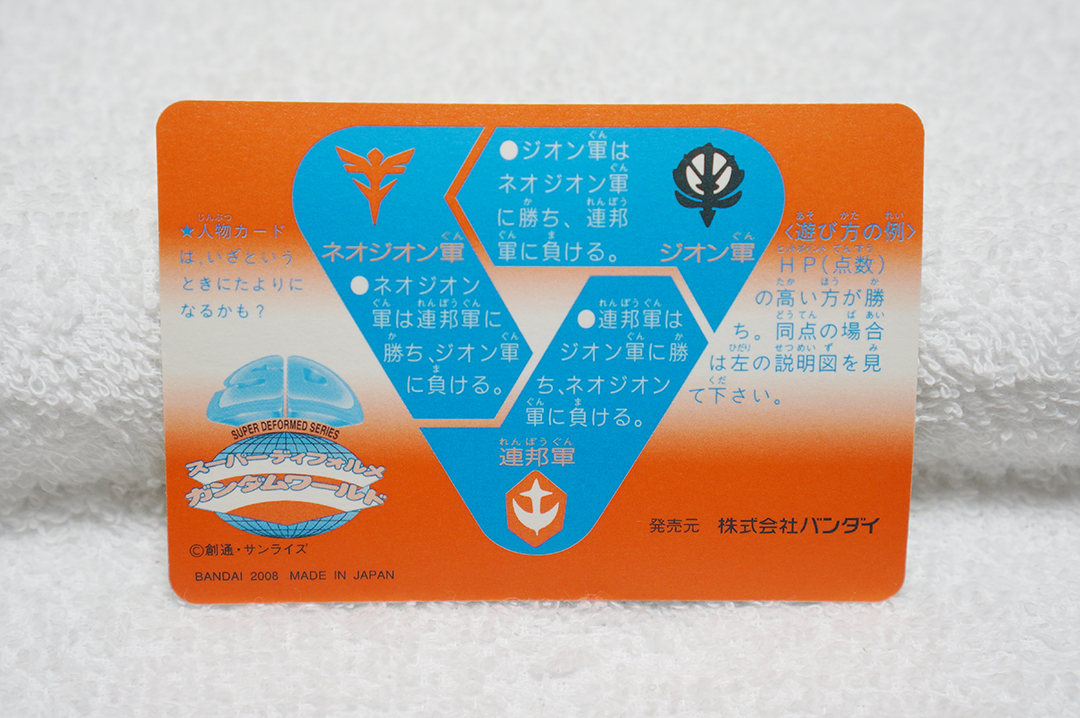 ★人物カード
は、いざという
ときにたよりに
なるかも？
ネオジオン軍
●ネオジオン
軍は連邦軍に
勝ち、ジオン軍
に負ける。
●ジオン軍は
ネオジオン軍
に勝ち、連邦
軍に負ける。
ジオン軍
●連邦軍は
ジオン軍に勝
ち、ネオジオン
軍に負ける。
連邦軍
<遊び方の例>
HP(点数)
の高い方が勝
ち。同点の場合
は左の説明図を見
て下さい。
SUPER DEFORMED SERIES
スーパーディフォルメ
ガンダムワールド
©創通・サンライズ
BANDAI 2008 MADE IN JAPAN
発売元 株式会社バンダイ